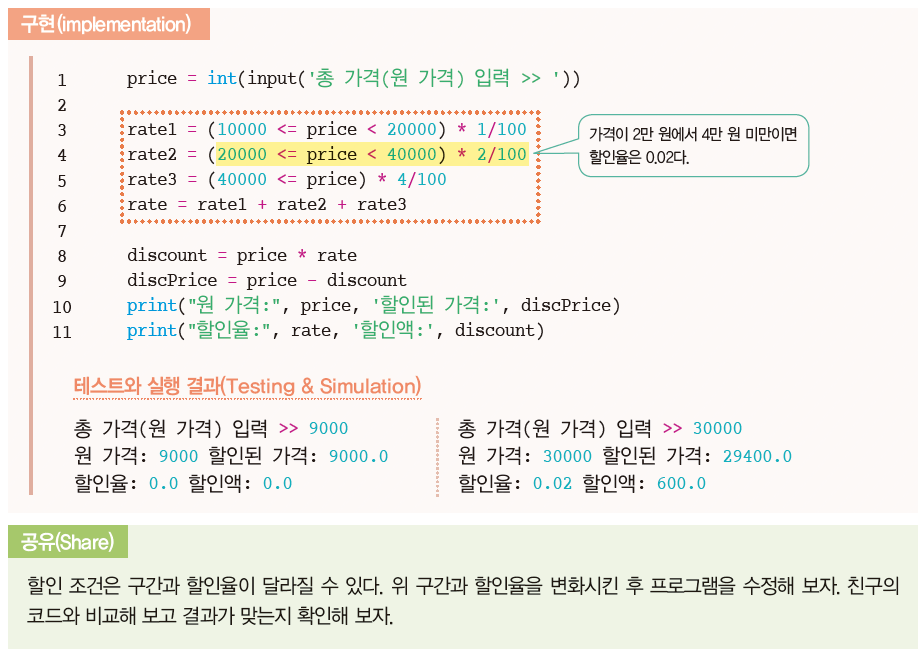 구현(implementation)
1 price = int(input('총 가격(원 가격) 입력 >> '))
2
3 rate1 = (10000 <= price < 20000) * 1/100
4 rate2 = (20000 <= price < 40000) * 2/100
5 rate3 = (40000 <= price) * 4/100
6 rate = rate1 + rate2 + rate3
7
8 discount = price * rate
9 discPrice = price - discount
10 print("원 가격:", price, '할인된 가격:', discPrice)
11 print("할인율:", rate, '할인액:', discount)
가격이 2만 원에서 4만 원 미만이면
할인율은 0.02다.
테스트와 실행 결과(Testing & Simulation)
총 가격(원 가격) 입력 >> 9000
원 가격: 9000 할인된 가격: 9000.0
할인율: 0.0 할인액: 0.0
총 가격(원 가격) 입력 >> 30000
원 가격: 30000 할인된 가격: 29400.0
할인율: 0.02 할인액: 600.0
공유(Share)
할인 조건은 구간과 할인율이 달라질 수 있다. 위 구간과 할인율을 변화시킨 후 프로그램을 수정해 보자. 친구의
코드와 비교해 보고 결과가 맞는지 확인해 보자.